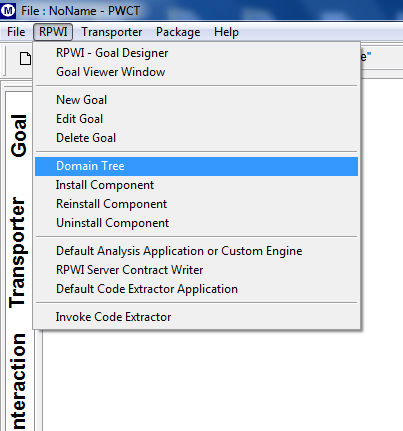 File : NoName - PWCT
File RPWI Transporter Package Help
RPWI - Goal Designer
Goal Viewer Window
New Goal
Edit Goal
Delete Goal
Domain Tree
Install Component
Reinstall Component
Uninstall Component
Default Analysis Application or Custom Engine
RPWI Server Contract Writer
Default Code Extractor Application
Invoke Code Extractor
Goal
Transporter
nteraction